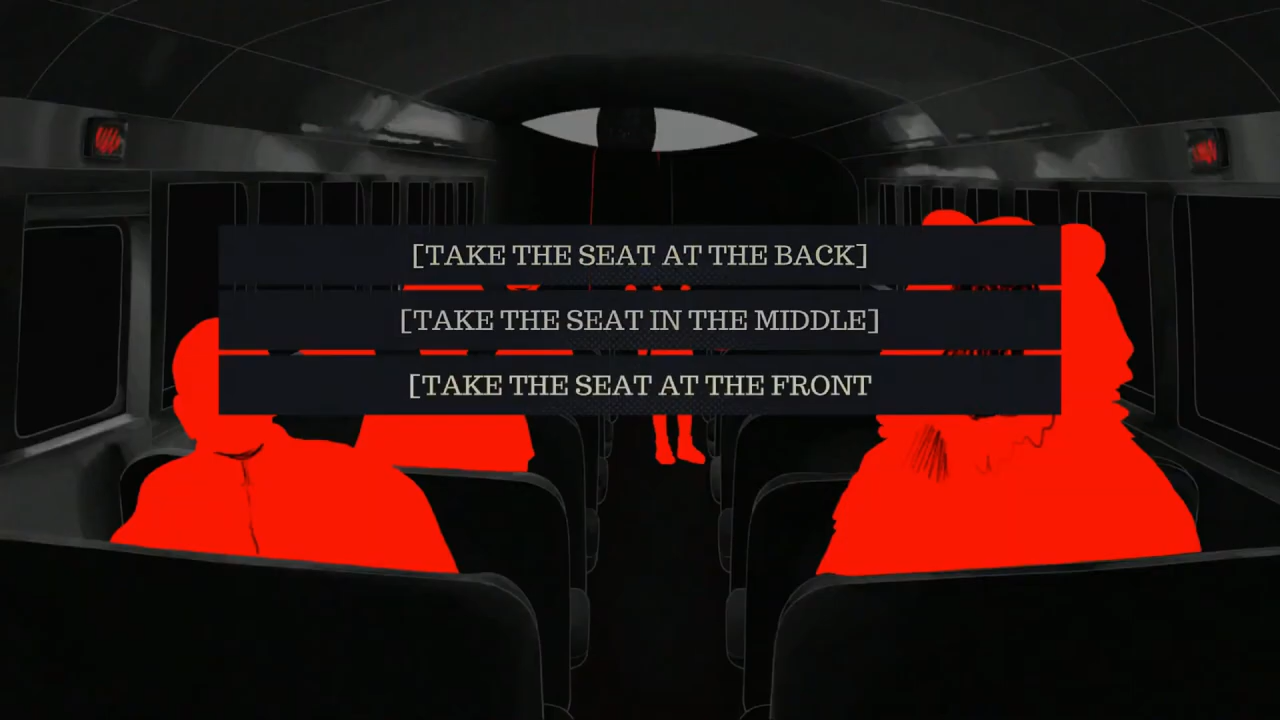 [TAKE THE SEAT AT THE BACK]
[TAKE THE SEAT IN THE MIDDLE]
[TAKE THE SEAT AT THE FRONT